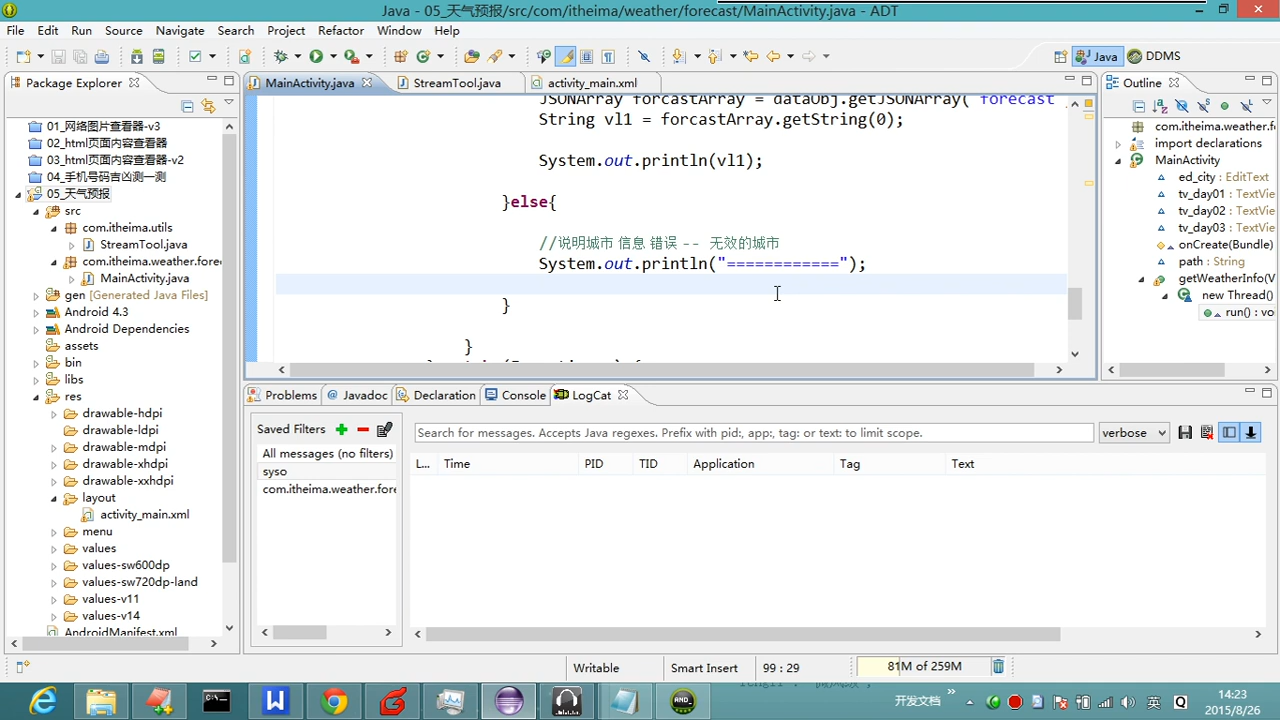 Java - 05_天气预报/src/com/itheima/weather/forecast/MainActivity.java - ADT
File Edit Run Source Navigate Search Project Refactor Window Help
Java DDMS
Package Explorer
01_网络图片查看器-v3
02_html页面内容查看器
03_html页面内容查看器-v2
04_手机号码吉凶测一测
05_天气预报
src
com.itheima.utils
StreamTool.java
com.itheima.weather.fore
MainActivity.java
gen [Generated Java Files]
Android 4.3
Android Dependencies
assets
bin
libs
res
drawable-hdpi
drawable-ldpi
drawable-mdpi
drawable-xhdpi
drawable-xxhdpi
layout
activity_main.xml
menu
values
values-sw600dp
values-sw720dp-land
values-v11
values-v14
AndroidManifest.xml
MainActivity.java StreamTool.java activity_main.xml
JSONArray forcastArray = dataObj.getJSONArray("forecast
String vl1 = forcastArray.getString(0);
System.out.println(vl1);
}else{
//说明城市 信息 错误 -- 无效的城市
System.out.println("============");
}
}
Outline
com.itheima.weather.f
import declarations
MainActivity
ed_city : EditText
tv_day01 : TextVie
tv_day02 : TextVie
tv_day03 : TextVie
onCreate(Bundle)
path : String
getWeatherInfo(V
new Thread()
run() : vo
Problems @ Javadoc Declaration Console LogCat
Saved Filters
All messages (no filters)
syso
com.itheima.weather.fore
Search for messages. Accepts Java regexes. Prefix with pid:, app:, tag: or text: to limit scope.
verbose
L... Time PID TID Application Tag Text
Writable Smart Insert 99 : 29 81M of 259M
开发文档 » 英 14:23
2015/8/26